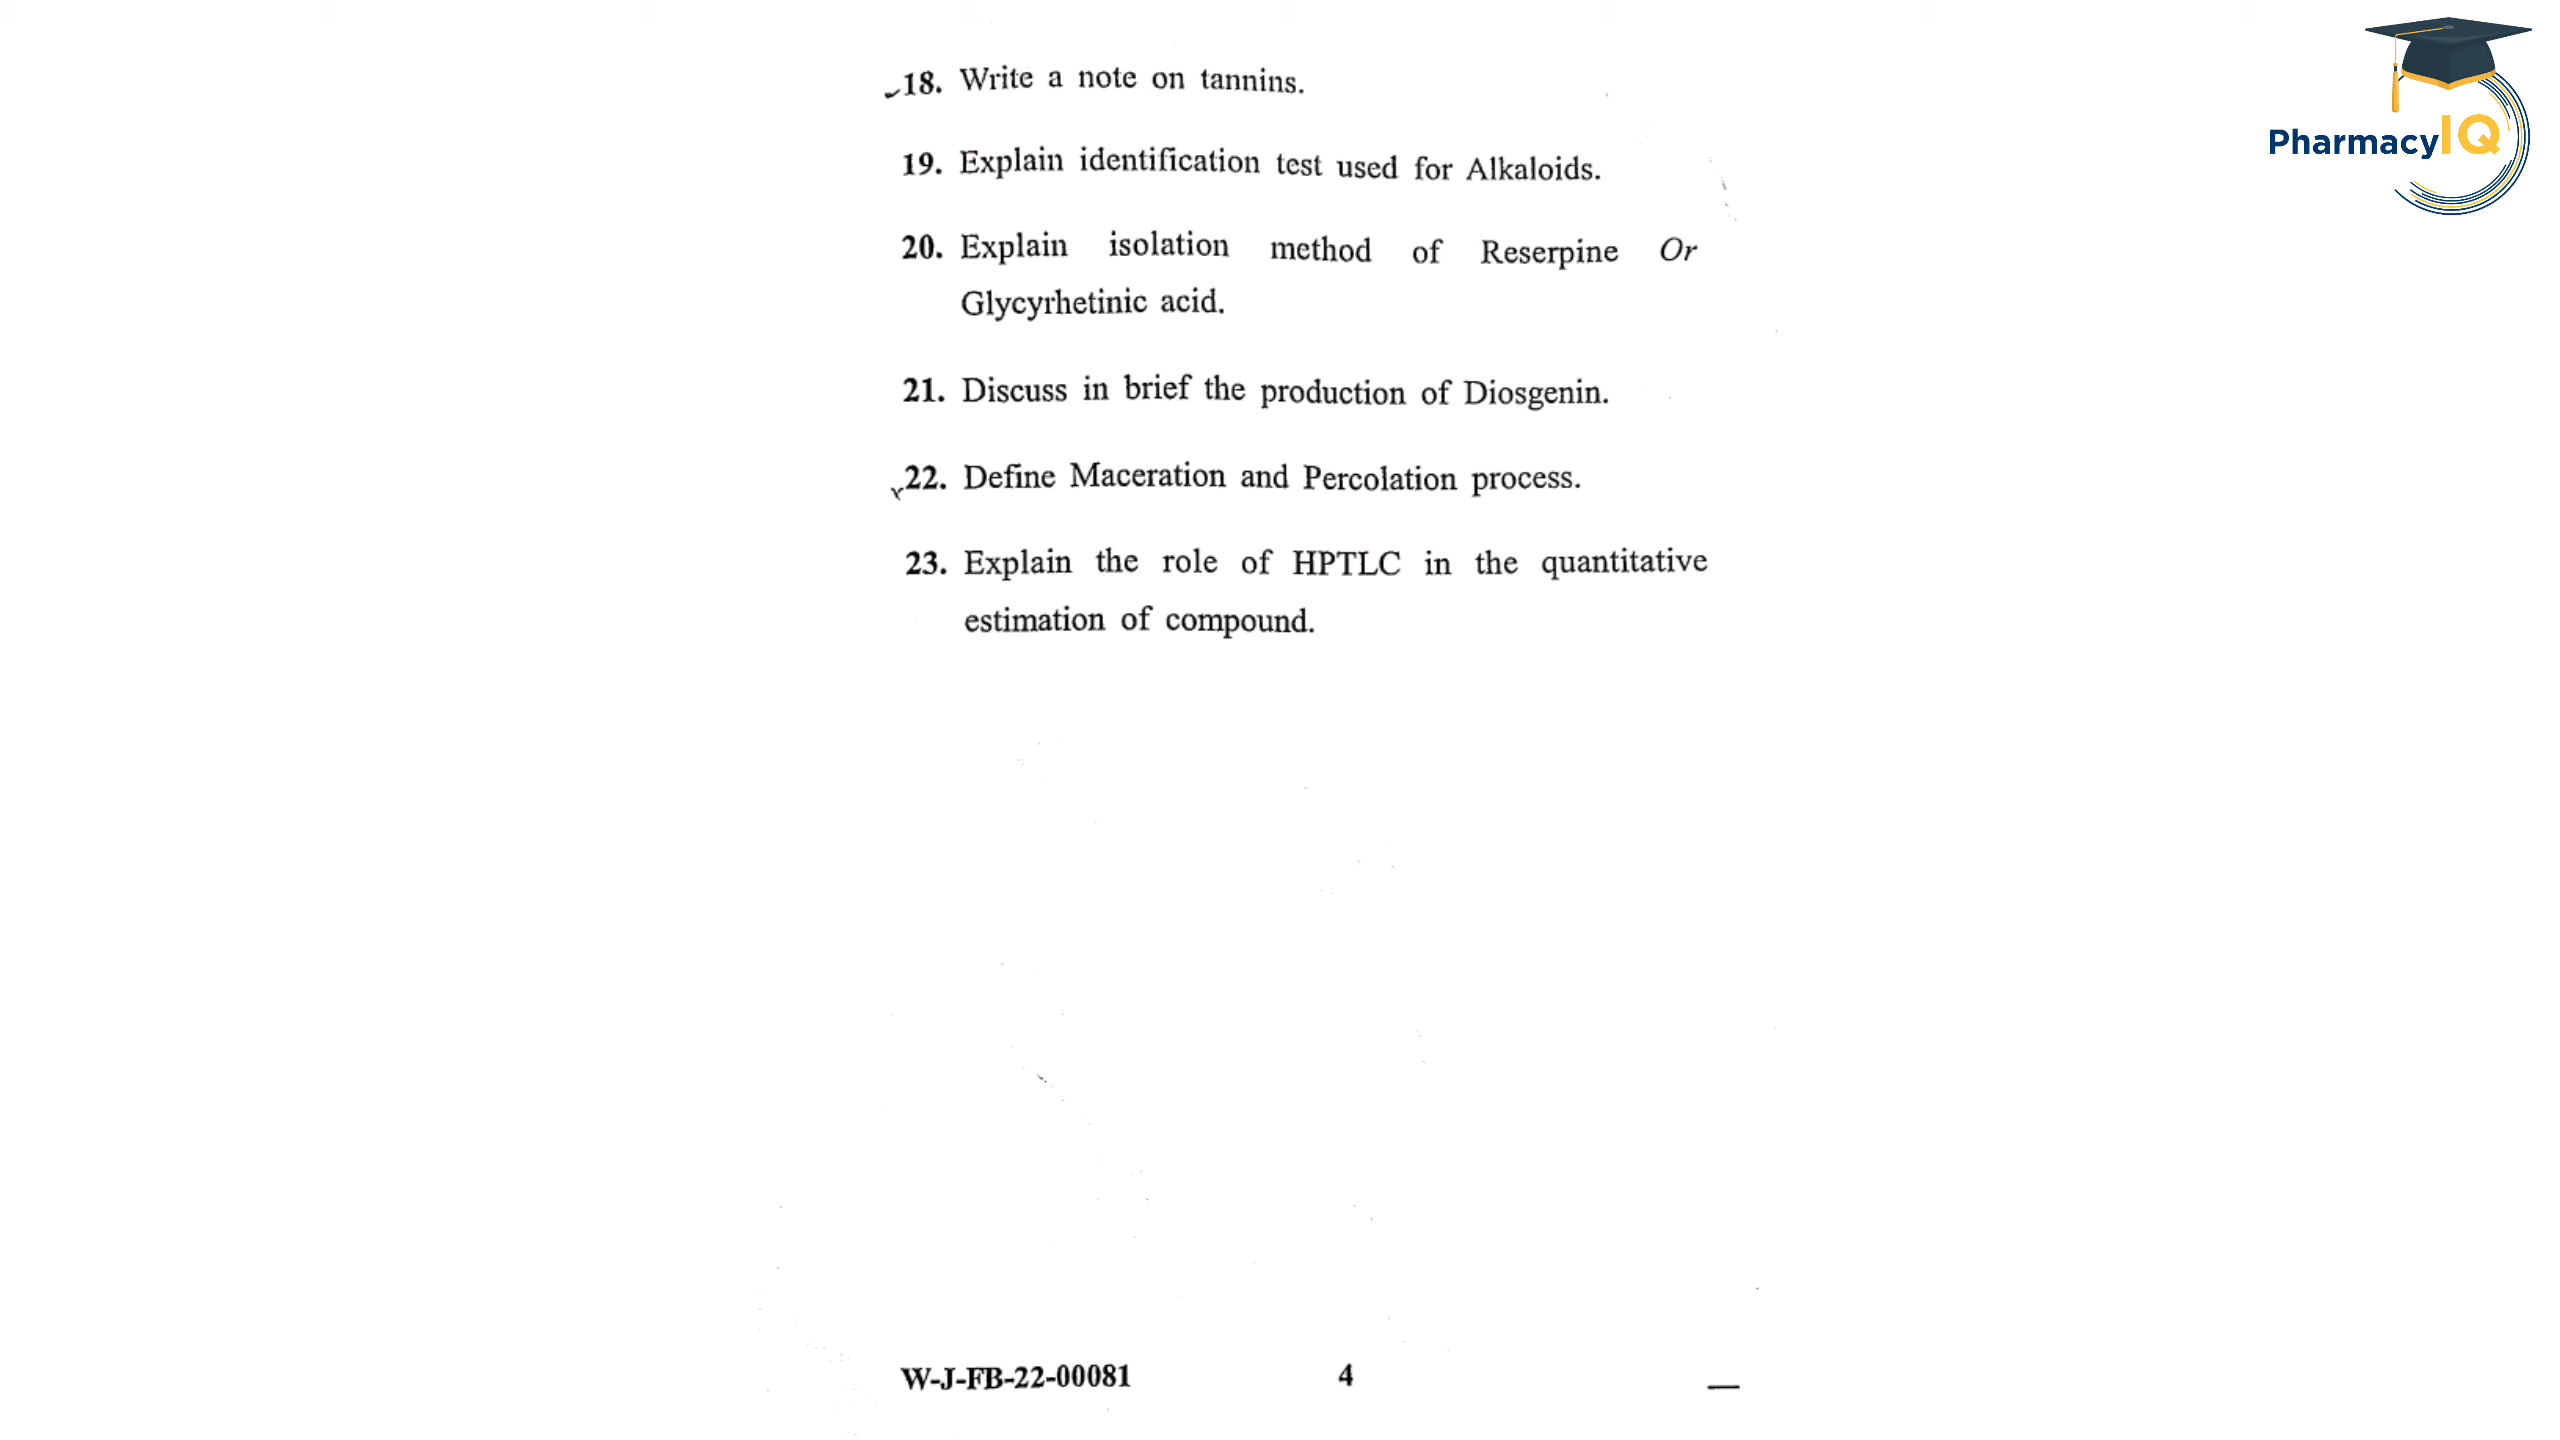 18. Write a note on tannins.
19. Explain identification test used for Alkaloids.
20. Explain isolation method of Reserpine Or
Glycyrhetinic acid.
21. Discuss in brief the production of Diosgenin.
22. Define Maceration and Percolation process.
23. Explain the role of HPTLC in the quantitative
estimation of compound.
W-J-FB-22-00081 4
PharmacyIQ